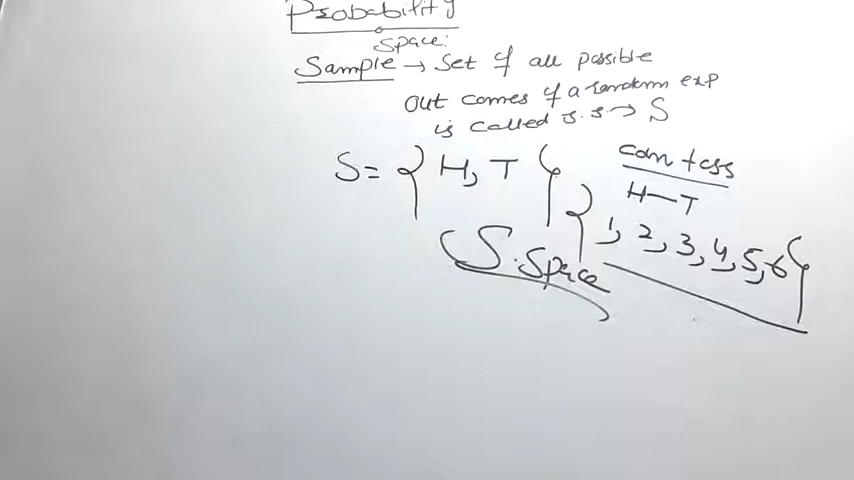 Probability
Space:
Sample → Set of all possible
out comes of a random exp
is called s.s → S
S = { H, T }
coin toss
H — T
{ 1, 2, 3, 4, 5, 6 }
S. Space